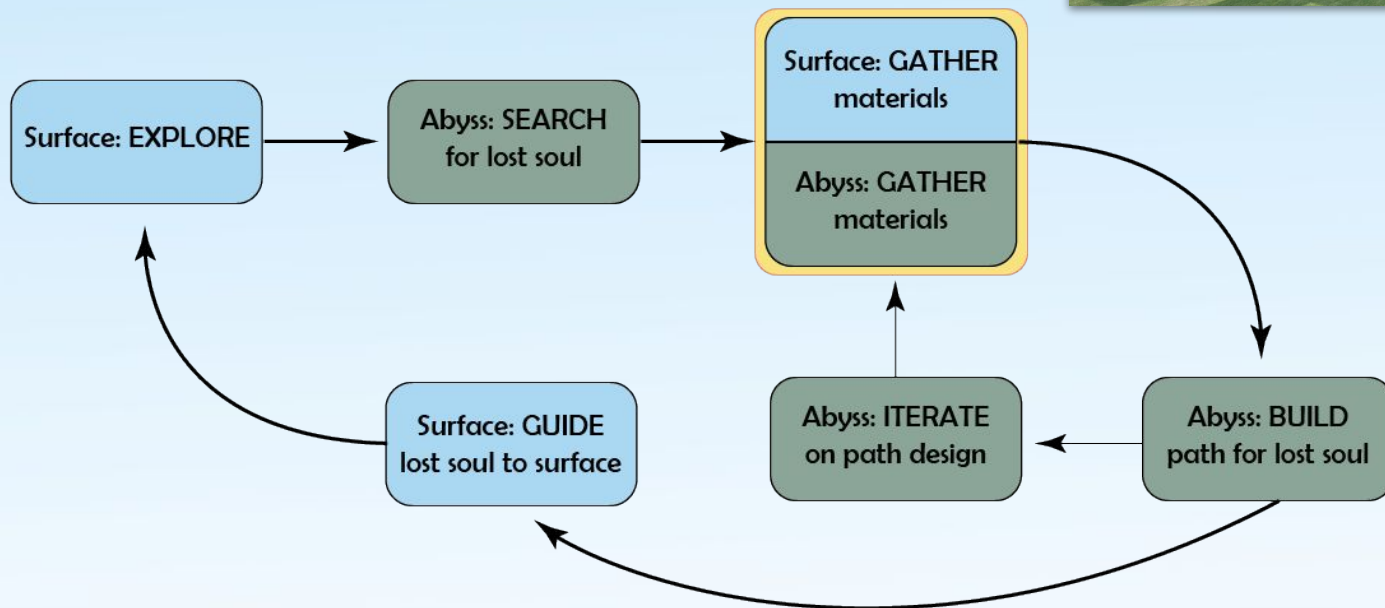 Surface: EXPLORE
Abyss: SEARCH
for lost soul
Surface: GATHER
materials
Abyss: GATHER
materials
Surface: GUIDE
lost soul to surface
Abyss: ITERATE
on path design
Abyss: BUILD
path for lost soul